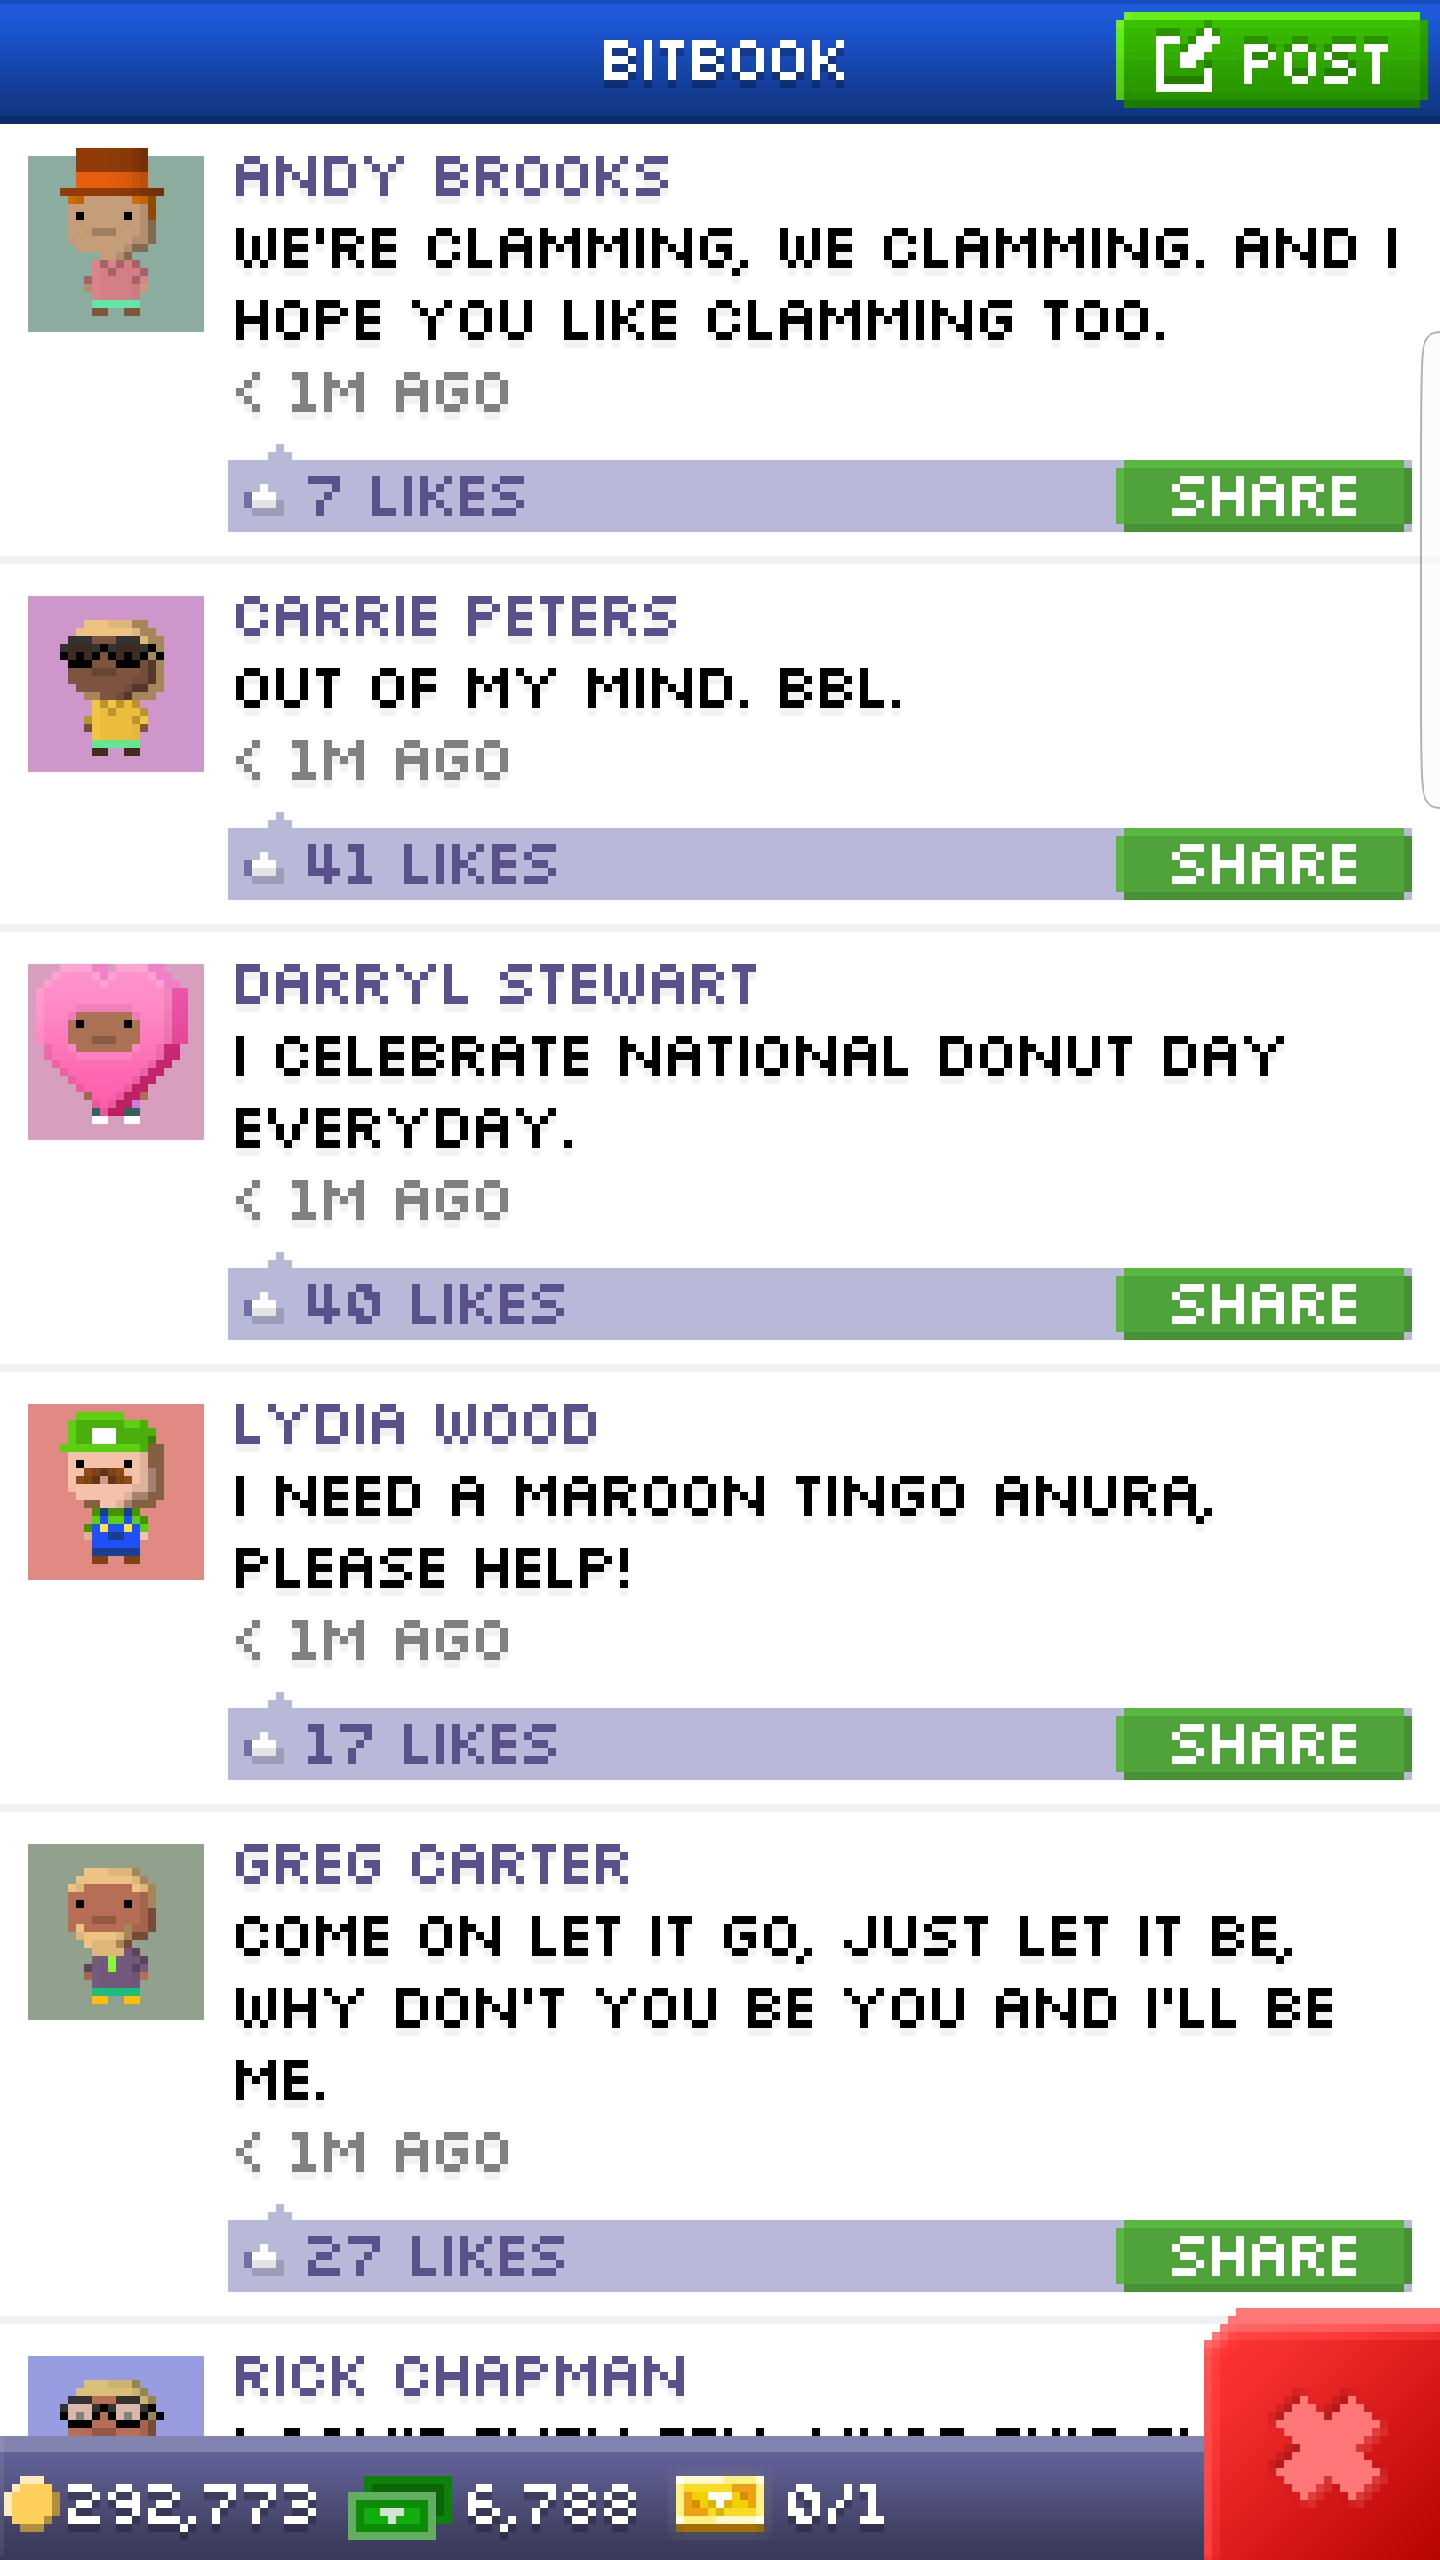 BITBOOK
POST
ANDY BROOKS
WE'RE CLAMMING, WE CLAMMING. AND I
HOPE YOU LIKE CLAMMING TOO.
< 1M AGO
7 LIKES
SHARE
CARRIE PETERS
OUT OF MY MIND. BBL.
< 1M AGO
41 LIKES
SHARE
DARRYL STEWART
I CELEBRATE NATIONAL DONUT DAY
EVERYDAY.
< 1M AGO
40 LIKES
SHARE
LYDIA WOOD
I NEED A MAROON TINGO ANURA,
PLEASE HELP!
< 1M AGO
17 LIKES
SHARE
GREG CARTER
COME ON LET IT GO, JUST LET IT BE,
WHY DON'T YOU BE YOU AND I'LL BE
ME.
< 1M AGO
27 LIKES
SHARE
RICK CHAPMAN
292,773
6,788
0/1